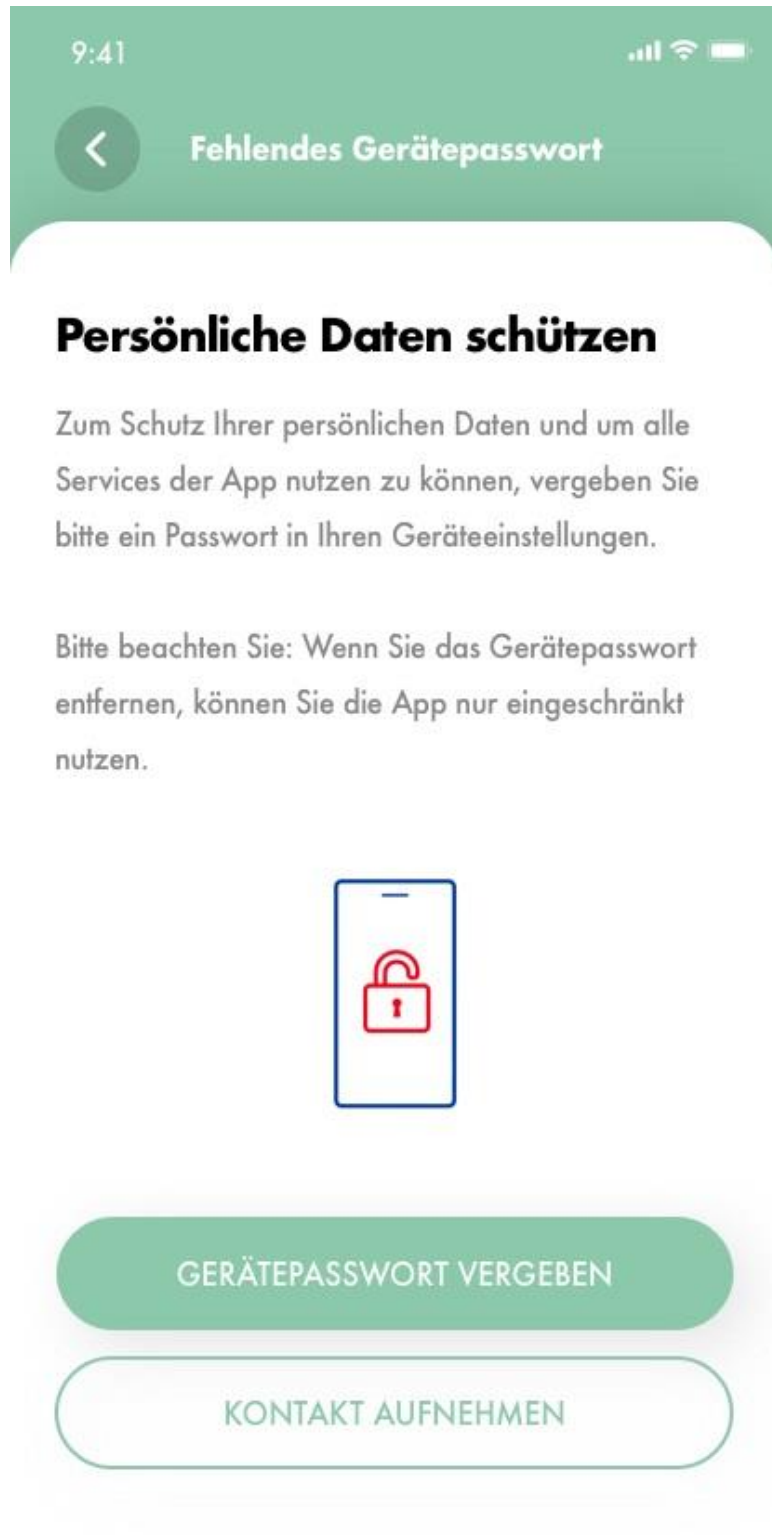 9:41
Fehlendes Gerätepasswort
Persönliche Daten schützen
Zum Schutz Ihrer persönlichen Daten und um alle
Services der App nutzen zu können, vergeben Sie
bitte ein Passwort in Ihren Geräteeinstellungen.
Bitte beachten Sie: Wenn Sie das Gerätepasswort
entfernen, können Sie die App nur eingeschränkt
nutzen.
GERÄTEPASSWORT VERGEBEN
KONTAKT AUFNEHMEN